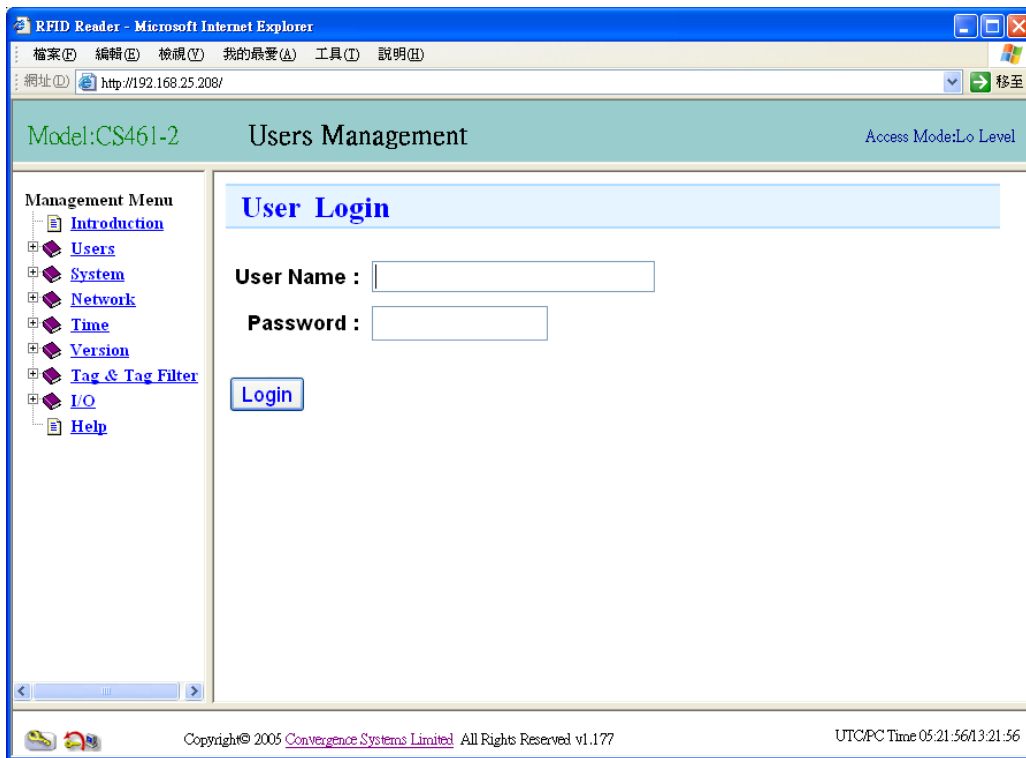 RFID Reader - Microsoft Internet Explorer
檔案(F) 編輯(E) 檢視(V) 我的最愛(A) 工具(T) 說明(H)
網址(D) http://192.168.25.208/ 移至
Model:CS461-2 Users Management Access Mode:Lo Level
Management Menu
Introduction
Users
System
Network
Time
Version
Tag & Tag Filter
I/O
Help
User Login
User Name :
Password :
Login
Copyright© 2005 Convergence Systems Limited All Rights Reserved v1.177
UTC/PC Time 05:21:56/13:21:56